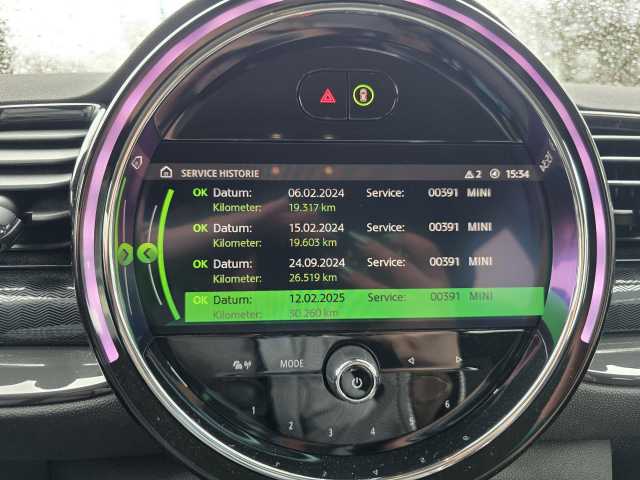 SERVICE HISTORIE 2 15:34
OK Datum: 06.02.2024 Service: 00391 MINI
Kilometer: 19.317 km
OK Datum: 15.02.2024 Service: 00391 MINI
Kilometer: 19.603 km
OK Datum: 24.09.2024 Service: 00391 MINI
Kilometer: 26.519 km
OK Datum: 12.02.2025 Service: 00391 MINI
Kilometer: 30.260 km
MODE
1 2 3 4 5 6